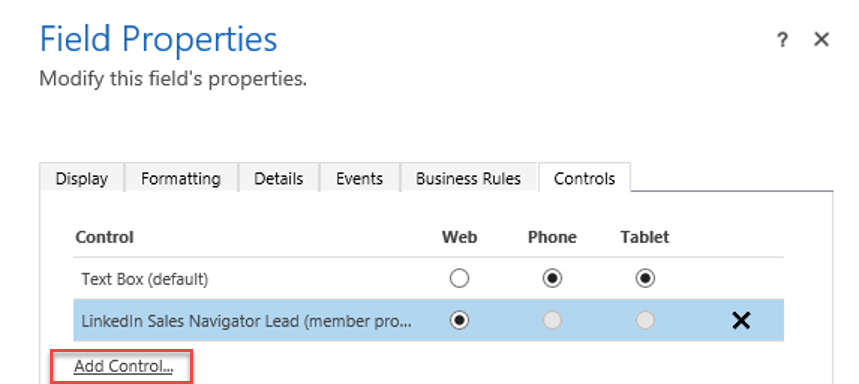 Field Properties
? X
Modify this field's properties.
Display Formatting Details Events Business Rules Controls
Control Web Phone Tablet
Text Box (default)
LinkedIn Sales Navigator Lead (member pro...
Add Control...